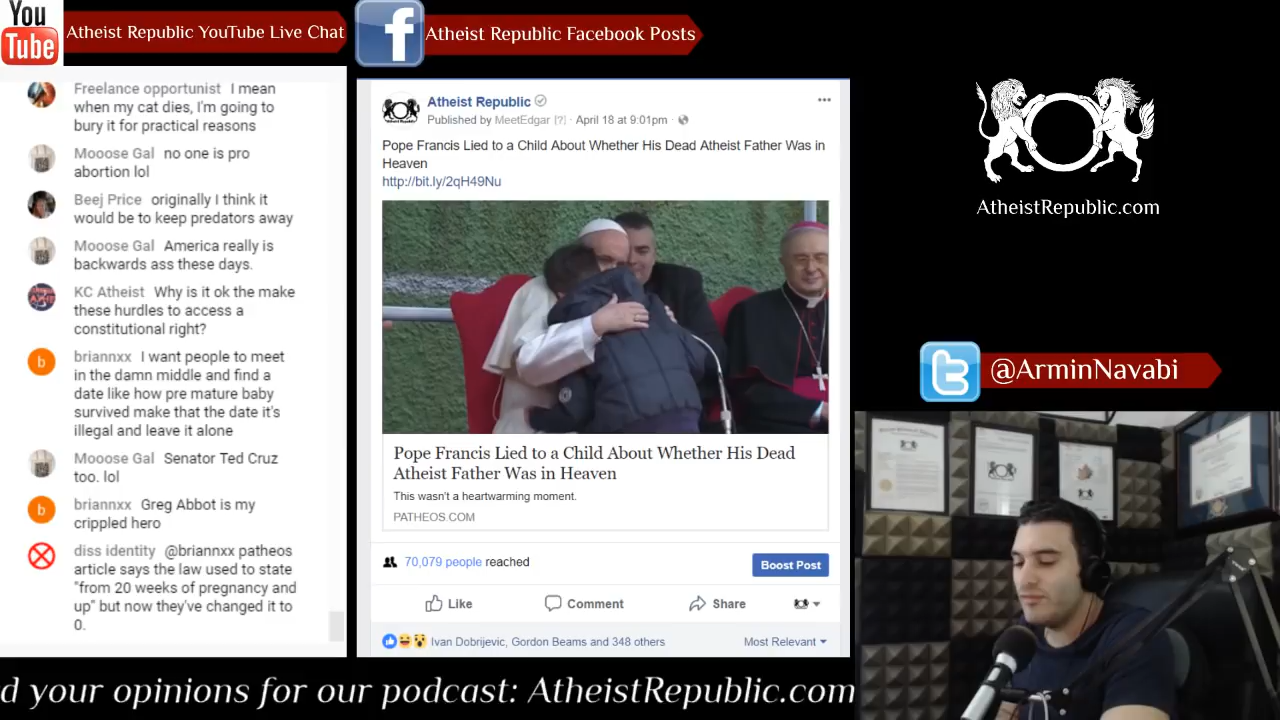 You
Tube
Atheist Republic YouTube Live Chat
f
Atheist Republic Facebook Posts
Freelance opportunist I mean
when my cat dies, I'm going to
bury it for practical reasons
Mooose Gal no one is pro
abortion lol
Beej Price originally I think it
would be to keep predators away
Mooose Gal America really is
backwards ass these days.
KC Atheist Why is it ok the make
these hurdles to access a
constitutional right?
b
briannxx I want people to meet
in the damn middle and find a
date like how pre mature baby
survived make that the date it's
illegal and leave it alone
Mooose Gal Senator Ted Cruz
too. lol
b
briannxx Greg Abbot is my
crippled hero
diss identity @briannxx patheos
article says the law used to state
"from 20 weeks of pregnancy and
up" but now they've changed it to
0.
Atheist Republic
Published by MeetEdgar [?] · April 18 at 9:01pm ·
Pope Francis Lied to a Child About Whether His Dead Atheist Father Was in
Heaven
http://bit.ly/2qH49Nu
Pope Francis Lied to a Child About Whether His Dead
Atheist Father Was in Heaven
This wasn't a heartwarming moment.
PATHEOS.COM
70,079 people reached
Boost Post
Like
Comment
Share
Ivan Dobrijevic, Gordon Beams and 348 others
Most Relevant
AtheistRepublic.com
@ArminNavabi
d your opinions for our podcast: AtheistRepublic.com